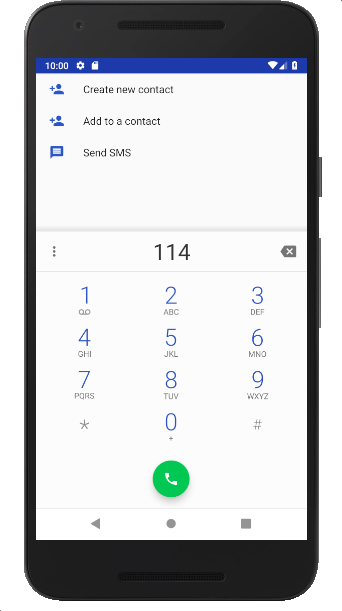 10:00
Create new contact
Add to a contact
Send SMS
114
1 2 3
ABC DEF
4 5 6
GHI JKL MNO
7 8 9
PQRS TUV WXYZ
* 0 #
+